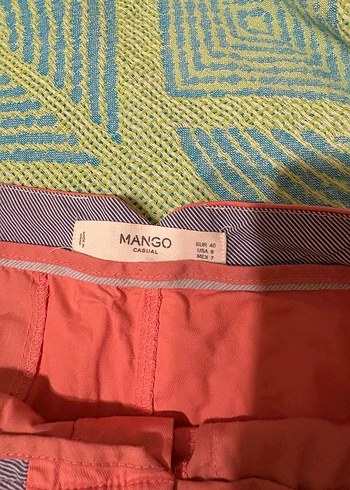 MANGO
CASUAL
EUR 40
USA 8
MEX 7